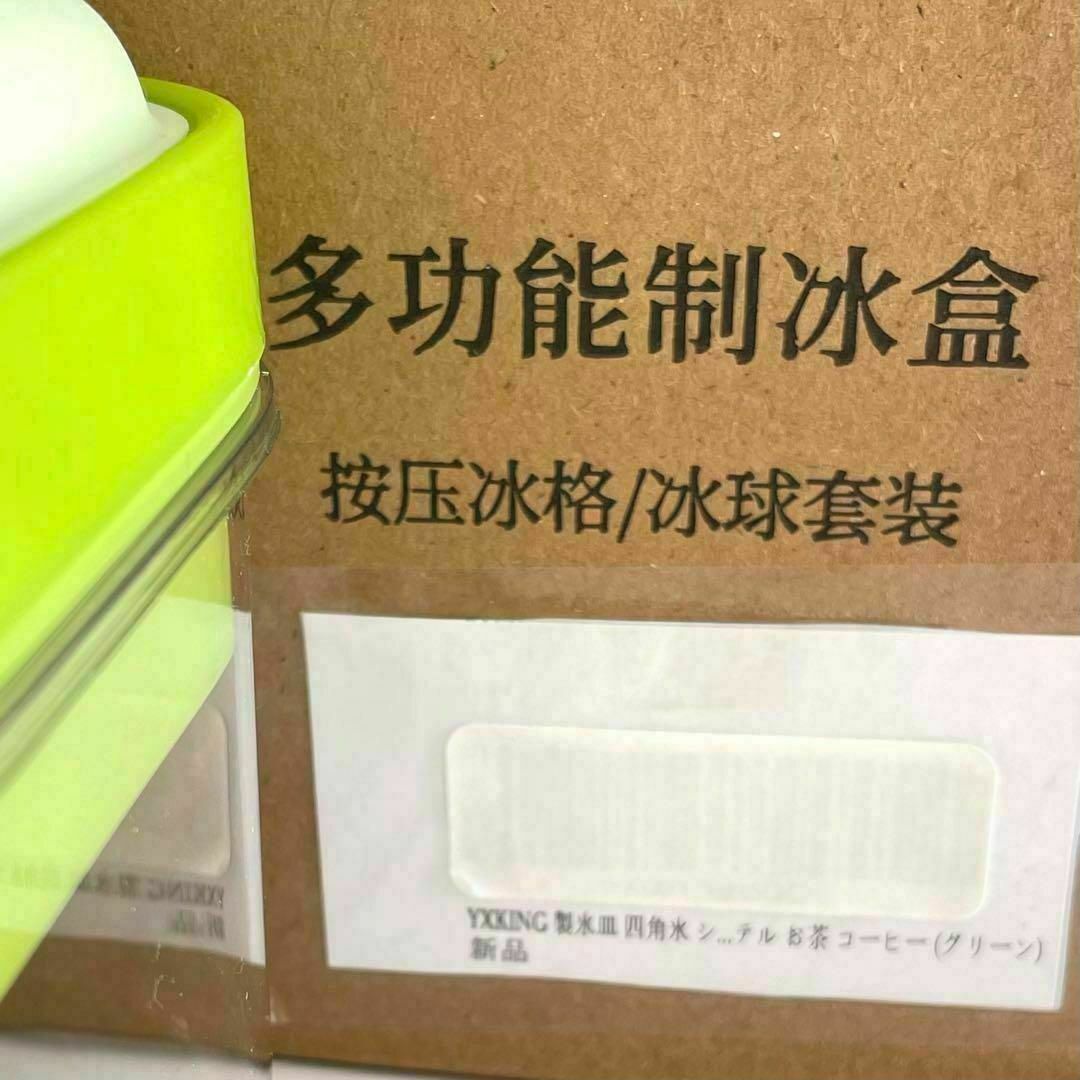 多功能制冰盒
按压冰格/冰球套装
YXKING 製氷皿 四角氷 シ...テル お茶 コーヒー (グリーン)
新品